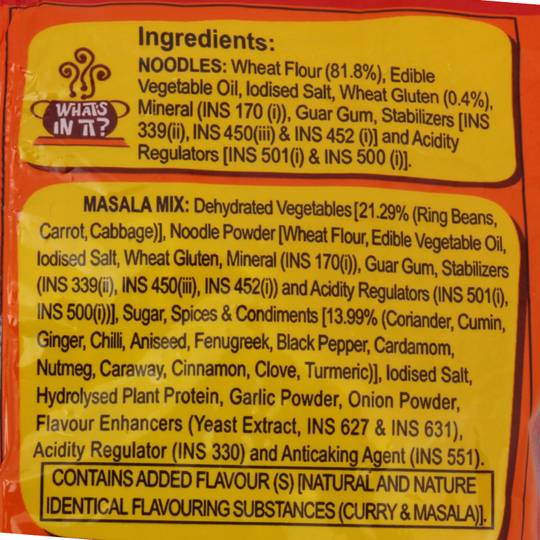 Ingredients:
NOODLES: Wheat Flour (81.8%), Edible
Vegetable Oil, Iodised Salt, Wheat Gluten (0.4%),
Mineral (INS 170 (i)), Guar Gum, Stabilizers [INS
339(ii), INS 450(iii) & INS 452 (i)] and Acidity
Regulators [INS 501(i) & INS 500 (i)].
WHAT'S
IN IT?
MASALA MIX: Dehydrated Vegetables [21.29% (Ring Beans,
Carrot, Cabbage)], Noodle Powder [Wheat Flour, Edible Vegetable Oil,
Iodised Salt, Wheat Gluten, Mineral (INS 170(i)), Guar Gum, Stabilizers
(INS 339(ii), INS 450(iii), INS 452(i)) and Acidity Regulators (INS 501(i),
INS 500(i))], Sugar, Spices & Condiments [13.99% (Coriander, Cumin,
Ginger, Chilli, Aniseed, Fenugreek, Black Pepper, Cardamom,
Nutmeg, Caraway, Cinnamon, Clove, Turmeric)], Iodised Salt,
Hydrolysed Plant Protein, Garlic Powder, Onion Powder,
Flavour Enhancers (Yeast Extract, INS 627 & INS 631),
Acidity Regulator (INS 330) and Anticaking Agent (INS 551).
CONTAINS ADDED FLAVOUR (S) [NATURAL AND NATURE
IDENTICAL FLAVOURING SUBSTANCES (CURRY & MASALA)].